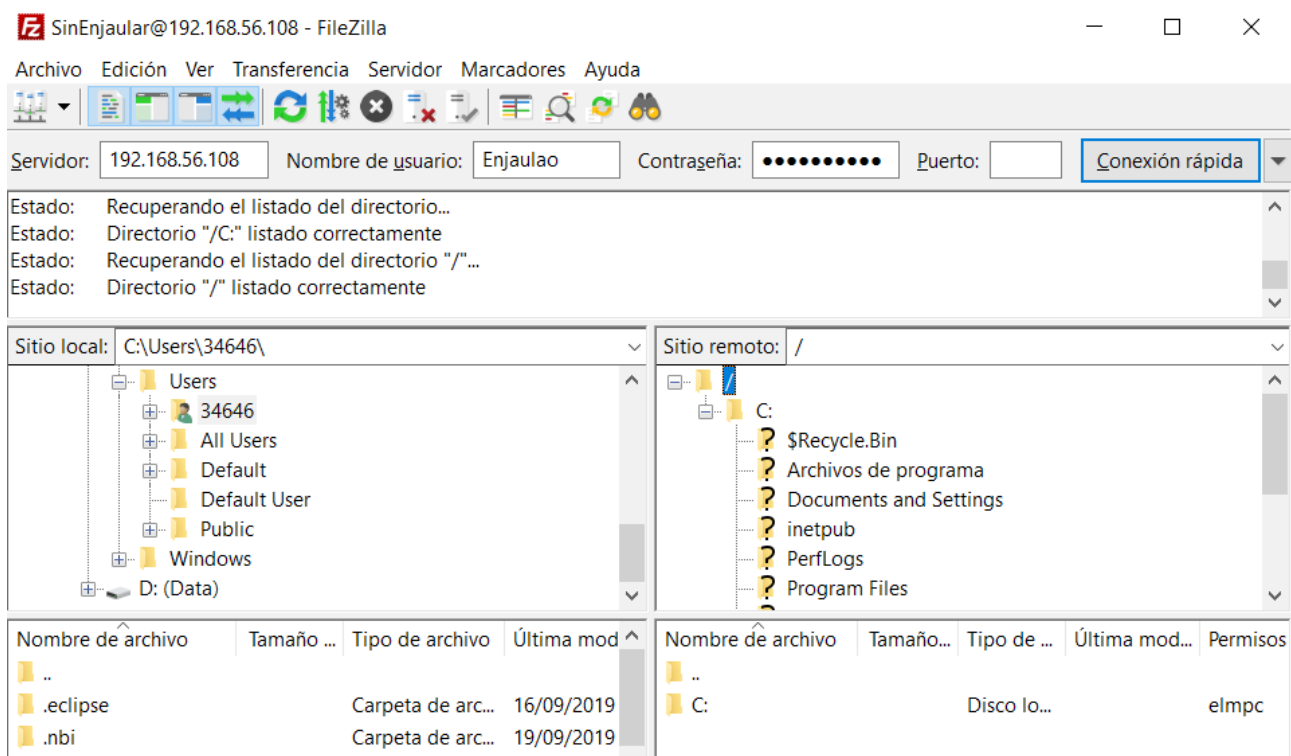 SinEnjaular@192.168.56.108 - FileZilla
Archivo Edición Ver Transferencia Servidor Marcadores Ayuda
Servidor: 192.168.56.108 Nombre de usuario: Enjaulao Contraseña: ●●●●●●●●●● Puerto: Conexión rápida
Estado: Recuperando el listado del directorio...
Estado: Directorio "/C:" listado correctamente
Estado: Recuperando el listado del directorio "/"...
Estado: Directorio "/" listado correctamente
Sitio local: C:\Users\34646\
Users
34646
All Users
Default
Default User
Public
Windows
D: (Data)
Sitio remoto: /
/
C:
$Recycle.Bin
Archivos de programa
Documents and Settings
inetpub
PerfLogs
Program Files
Nombre de archivo Tamaño ... Tipo de archivo Última mod
..
.eclipse Carpeta de arc... 16/09/2019
.nbi Carpeta de arc... 19/09/2019
Nombre de archivo Tamaño... Tipo de ... Última mod... Permisos
..
C: Disco lo... elmpc